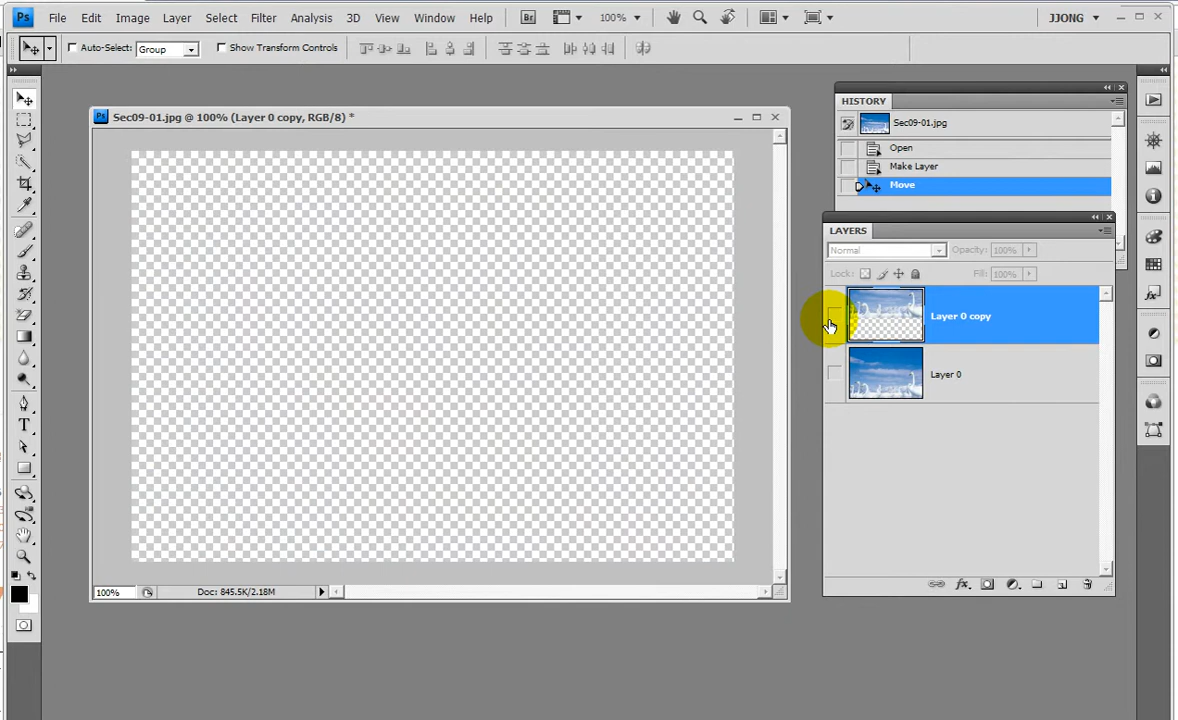 Ps File Edit Image Layer Select Filter Analysis 3D View Window Help Br 100% JJONG
Auto-Select: Group Show Transform Controls
Ps Sec09-01.jpg @ 100% (Layer 0 copy, RGB/8) *
HISTORY
Sec09-01.jpg
Open
Make Layer
Move
LAYERS
Normal Opacity: 100%
Lock: Fill: 100%
Layer 0 copy
Layer 0
100% Doc: 845.5K/2.18M
fx
T